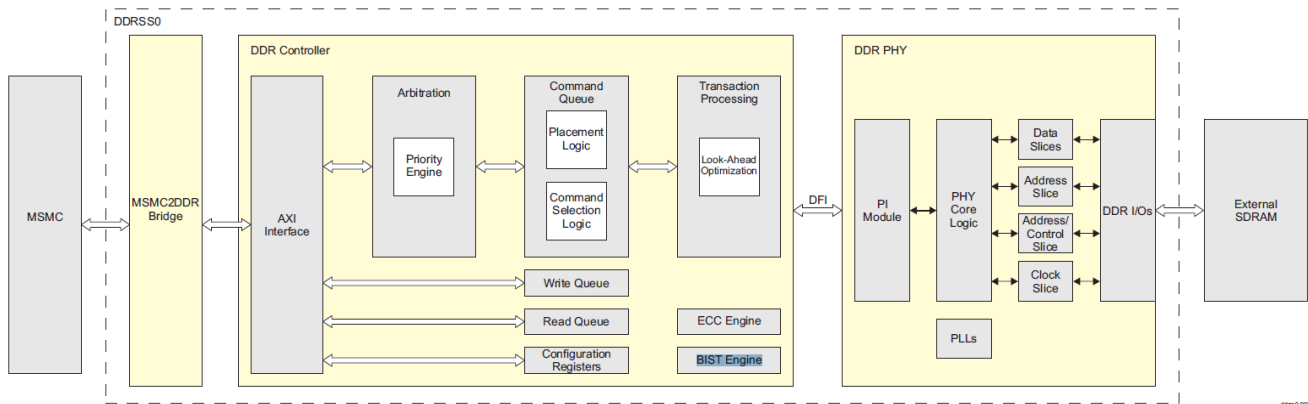 DDRSS0
MSMC
MSMC2DDR
Bridge
DDR Controller
AXI
Interface
Arbitration
Priority
Engine
Command
Queue
Placement
Logic
Command
Selection
Logic
Transaction
Processing
Look-Ahead
Optimization
Write Queue
Read Queue
Configuration
Registers
ECC Engine
BIST Engine
DFI
DDR PHY
PI
Module
PHY
Core
Logic
Data
Slices
Address
Slice
Address/
Control
Slice
Clock
Slice
PLLs
DDR I/Os
External
SDRAM